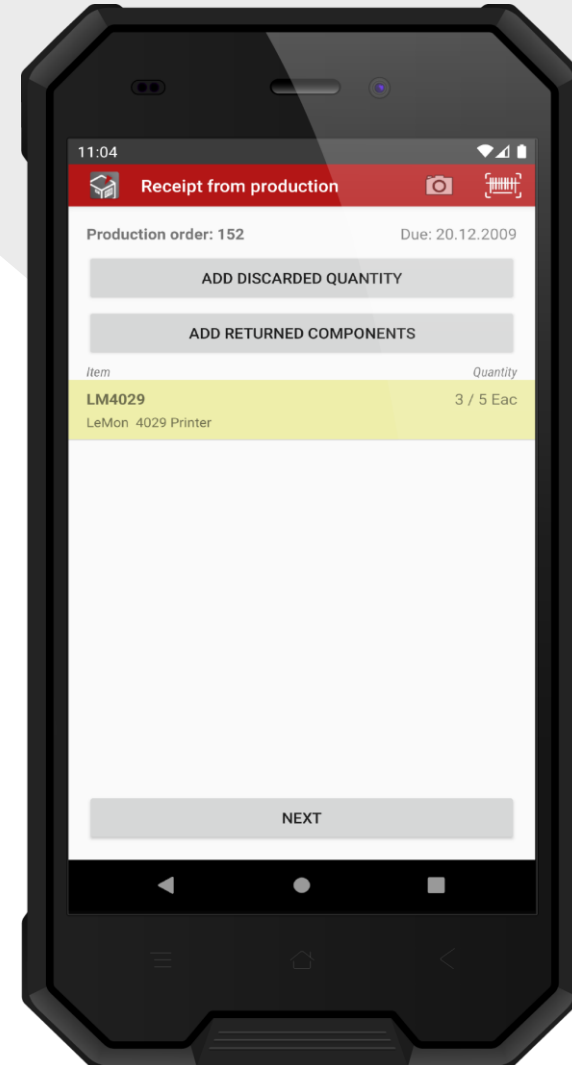 11:04
Receipt from production
Production order: 152 Due: 20.12.2009
ADD DISCARDED QUANTITY
ADD RETURNED COMPONENTS
Item Quantity
LM4029 3 / 5 Eac
LeMon 4029 Printer
NEXT